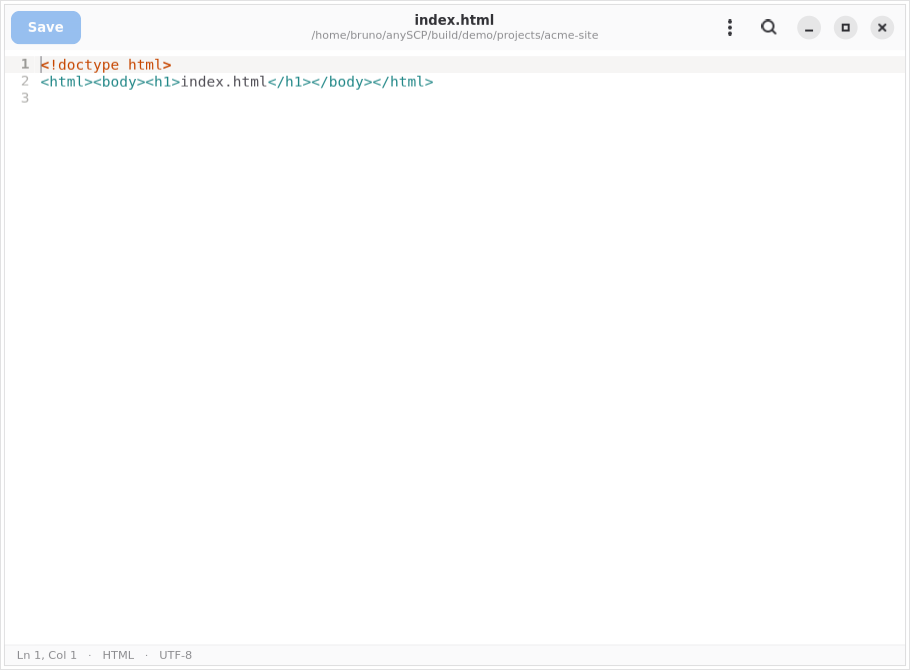 Save
index.html
/home/bruno/anySCP/build/demo/projects/acme-site
1 <!doctype html>
2 <html><body><h1>index.html</h1></body></html>
3
Ln 1, Col 1 · HTML · UTF-8